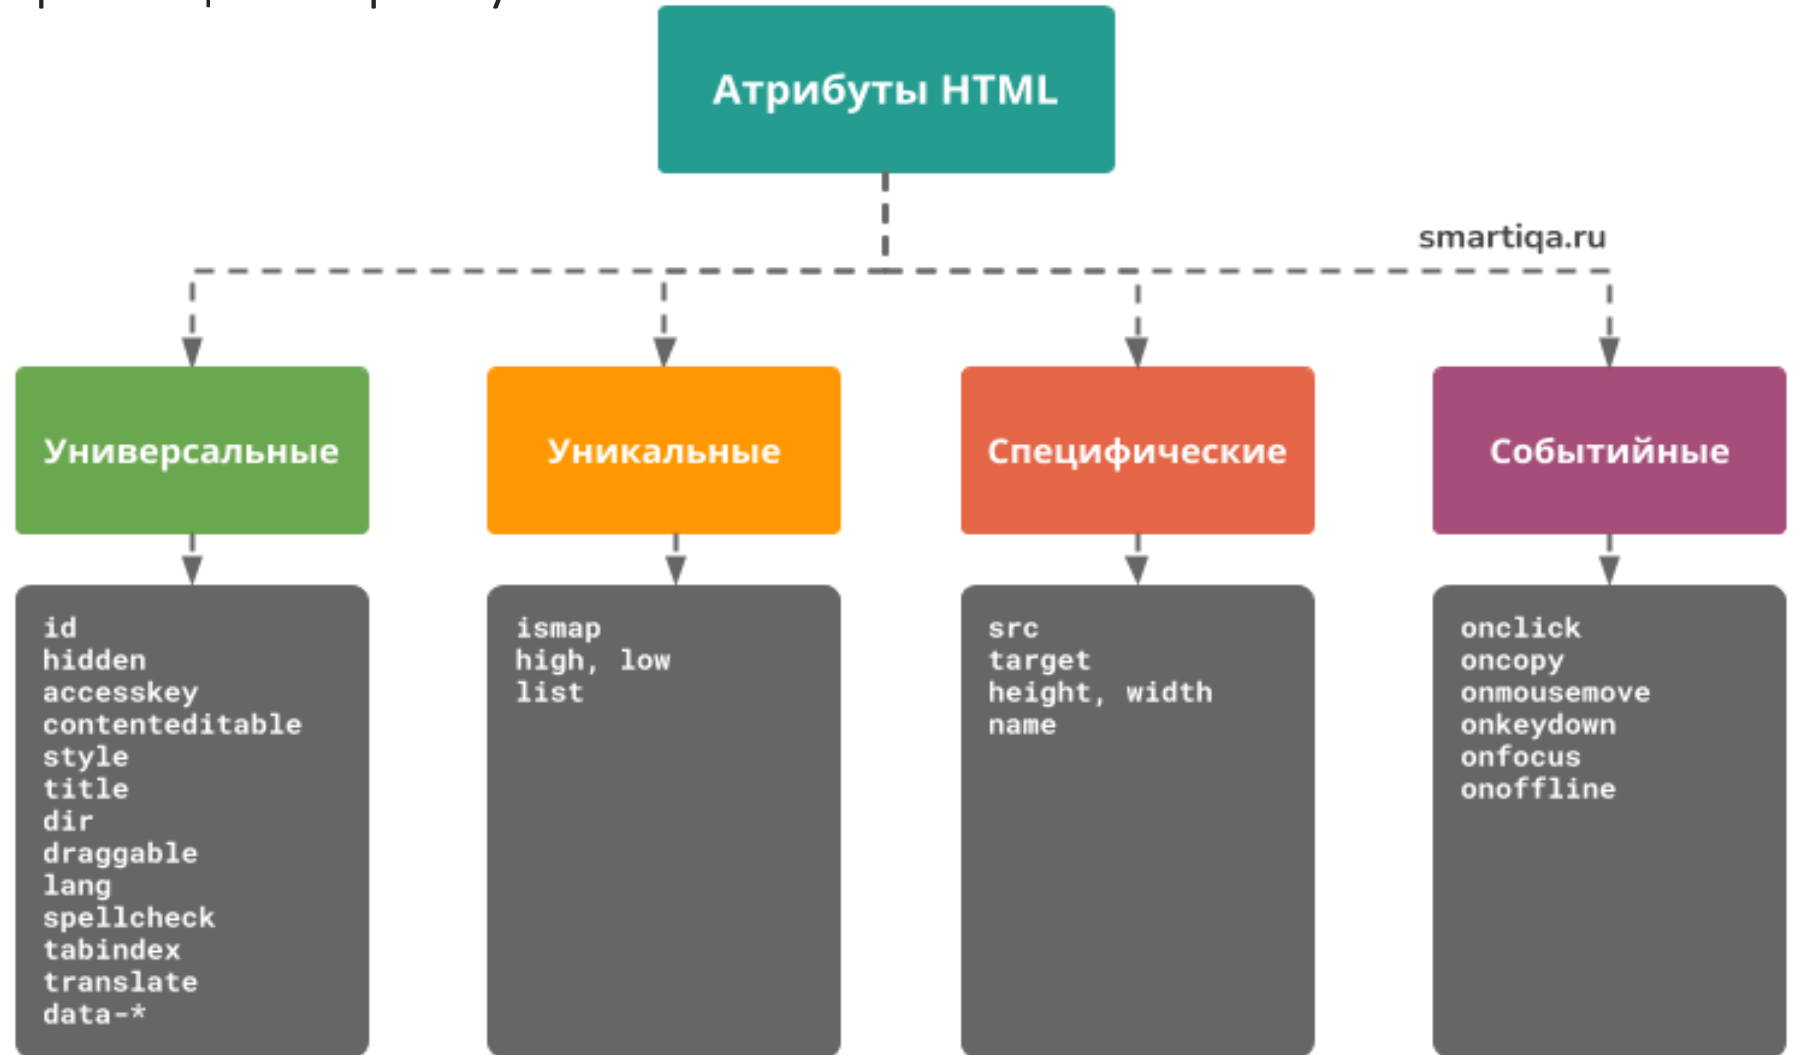 Атрибуты HTML
smartiqa.ru
Универсальные
Уникальные
Специфические
Событийные
id
hidden
accesskey
contenteditable
style
title
dir
draggable
lang
spellcheck
tabindex
translate
data-*
ismap
high, low
list
src
target
height, width
name
onclick
oncopy
onmousemove
onkeydown
onfocus
onoffline